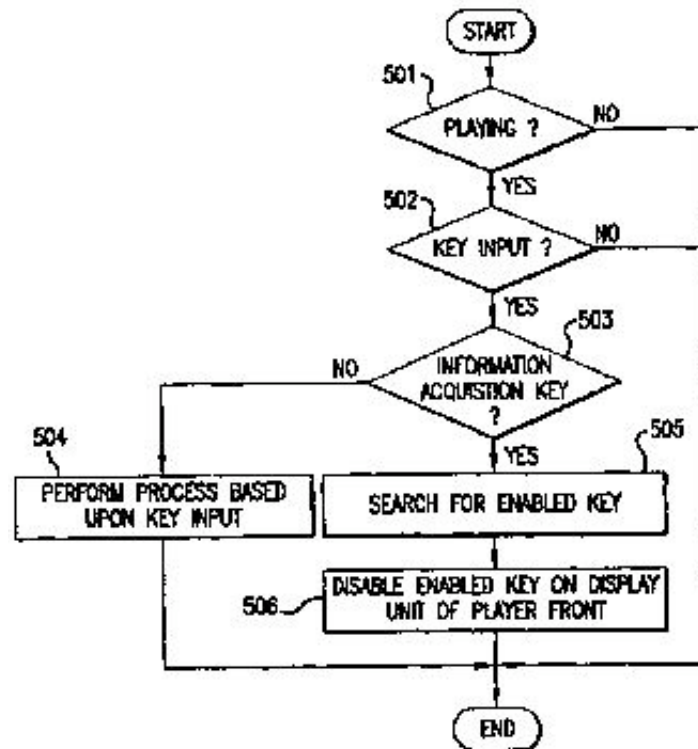 START
501
PLAYING ?
NO
YES
502
KEY INPUT ?
NO
YES
503
INFORMATION
ACQUISTION KEY
?
NO
YES
504
PERFORM PROCESS BASED
UPON KEY INPUT
505
SEARCH FOR ENABLED KEY
506
DISABLE ENABLED KEY ON DISPLAY
UNIT OF PLAYER FRONT
END